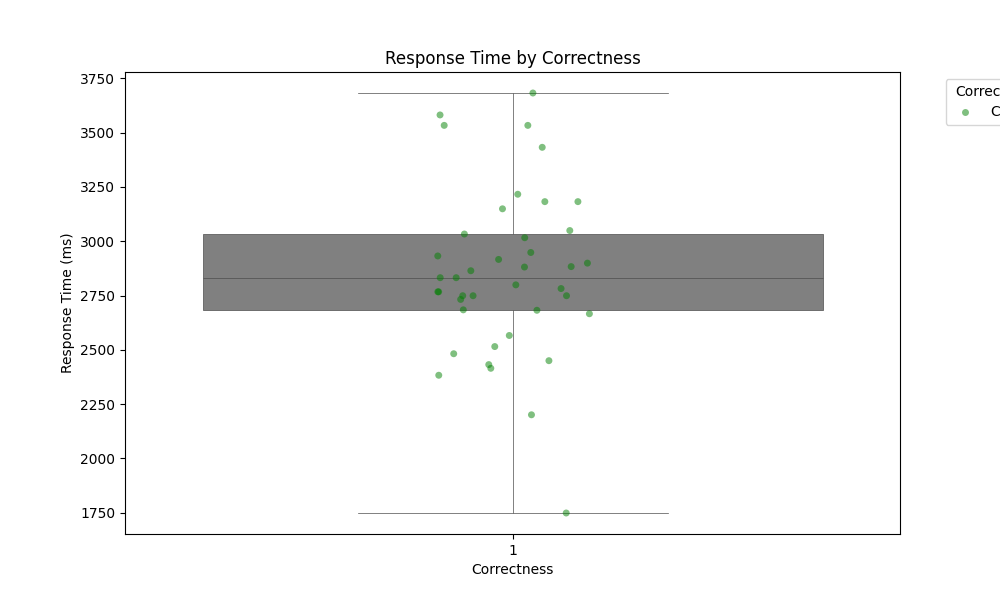 Response Time by Correctness
3750
3500
3250
3000
2750
2500
2250
2000
1750
Response Time (ms)
1
Correctness
Correc
C